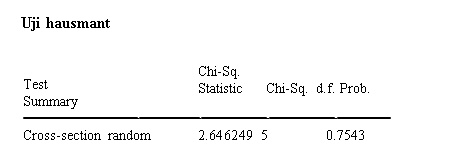 Uji hausmant
Chi-Sq.
Test Statistic Chi-Sq. d.f. Prob.
Summary
Cross-section random 2.646249 5 0.7543